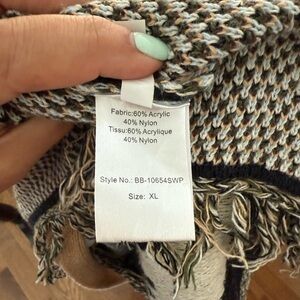 Fabric:60% Acrylic
40% Nylon
Tissu:60% Acrylique
40% Nylon
Style No.: BB-10654SWP
Size: XL